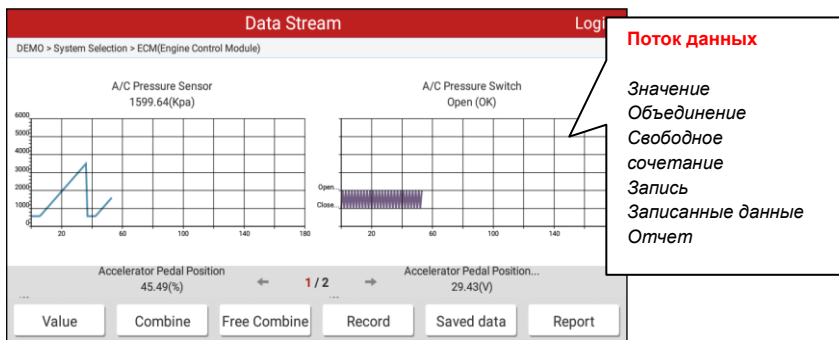 Data Stream
Logi
DEMO > System Selection > ECM(Engine Control Module)
Поток данных
Значение
Объединение
Свободное
сочетание
Запись
Записанные данные
Отчет
A/C Pressure Sensor
1599.64(Kpa)
6000
5000
4000
3000
2000
1000
0
20
60
100
140
180
A/C Pressure Switch
Open (OK)
Open...
Close...
20
60
100
140
Accelerator Pedal Position
45.49(%)
1 / 2
Accelerator Pedal Position...
29.43(V)
Value
Combine
Free Combine
Record
Saved data
Report